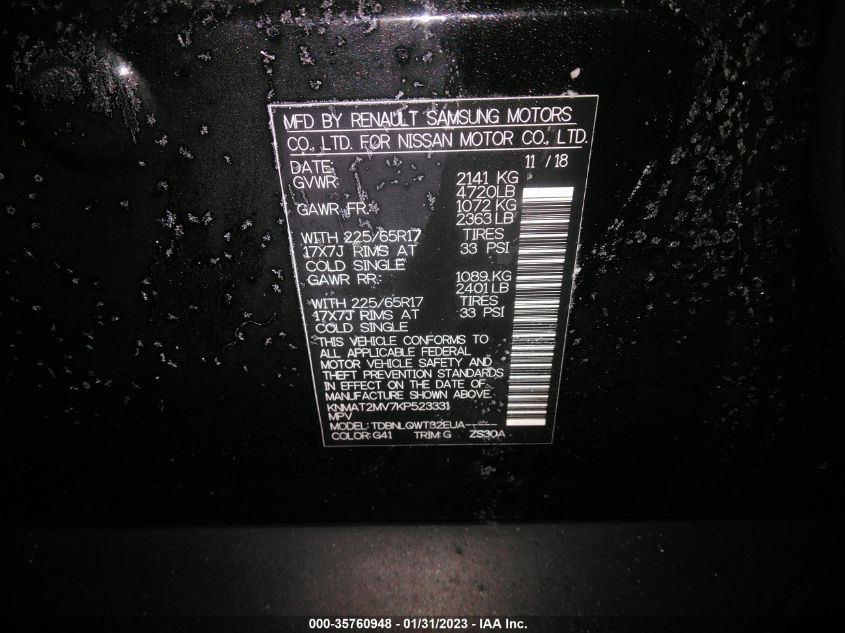 MFD BY RENAULT SAMSUNG MOTORS
CO., LTD. FOR NISSAN MOTOR CO., LTD.
DATE: 11 / 18
GVWR: 2141 KG
4720LB
GAWR FR: 1072 KG
2363 LB
WITH 225/65R17 TIRES
17X7J RIMS AT 33 PSI
COLD SINGLE
GAWR RR: 1089.KG
2401 LB
WITH 225/65R17 TIRES
17X7J RIMS AT 33 PSI
COLD SINGLE
THIS VEHICLE CONFORMS TO
ALL APPLICABLE FEDERAL
MOTOR VEHICLE SAFETY AND
THEFT PREVENTION STANDARDS
IN EFFECT ON THE DATE OF
MANUFACTURE SHOWN ABOVE.
KNMAT2MV7KP523331
MPV
MODEL: TDBNLQWT32EUA-----
COLOR: G41 TRIM: G ZS30A
000-35760948 - 01/31/2023 - IAA Inc.